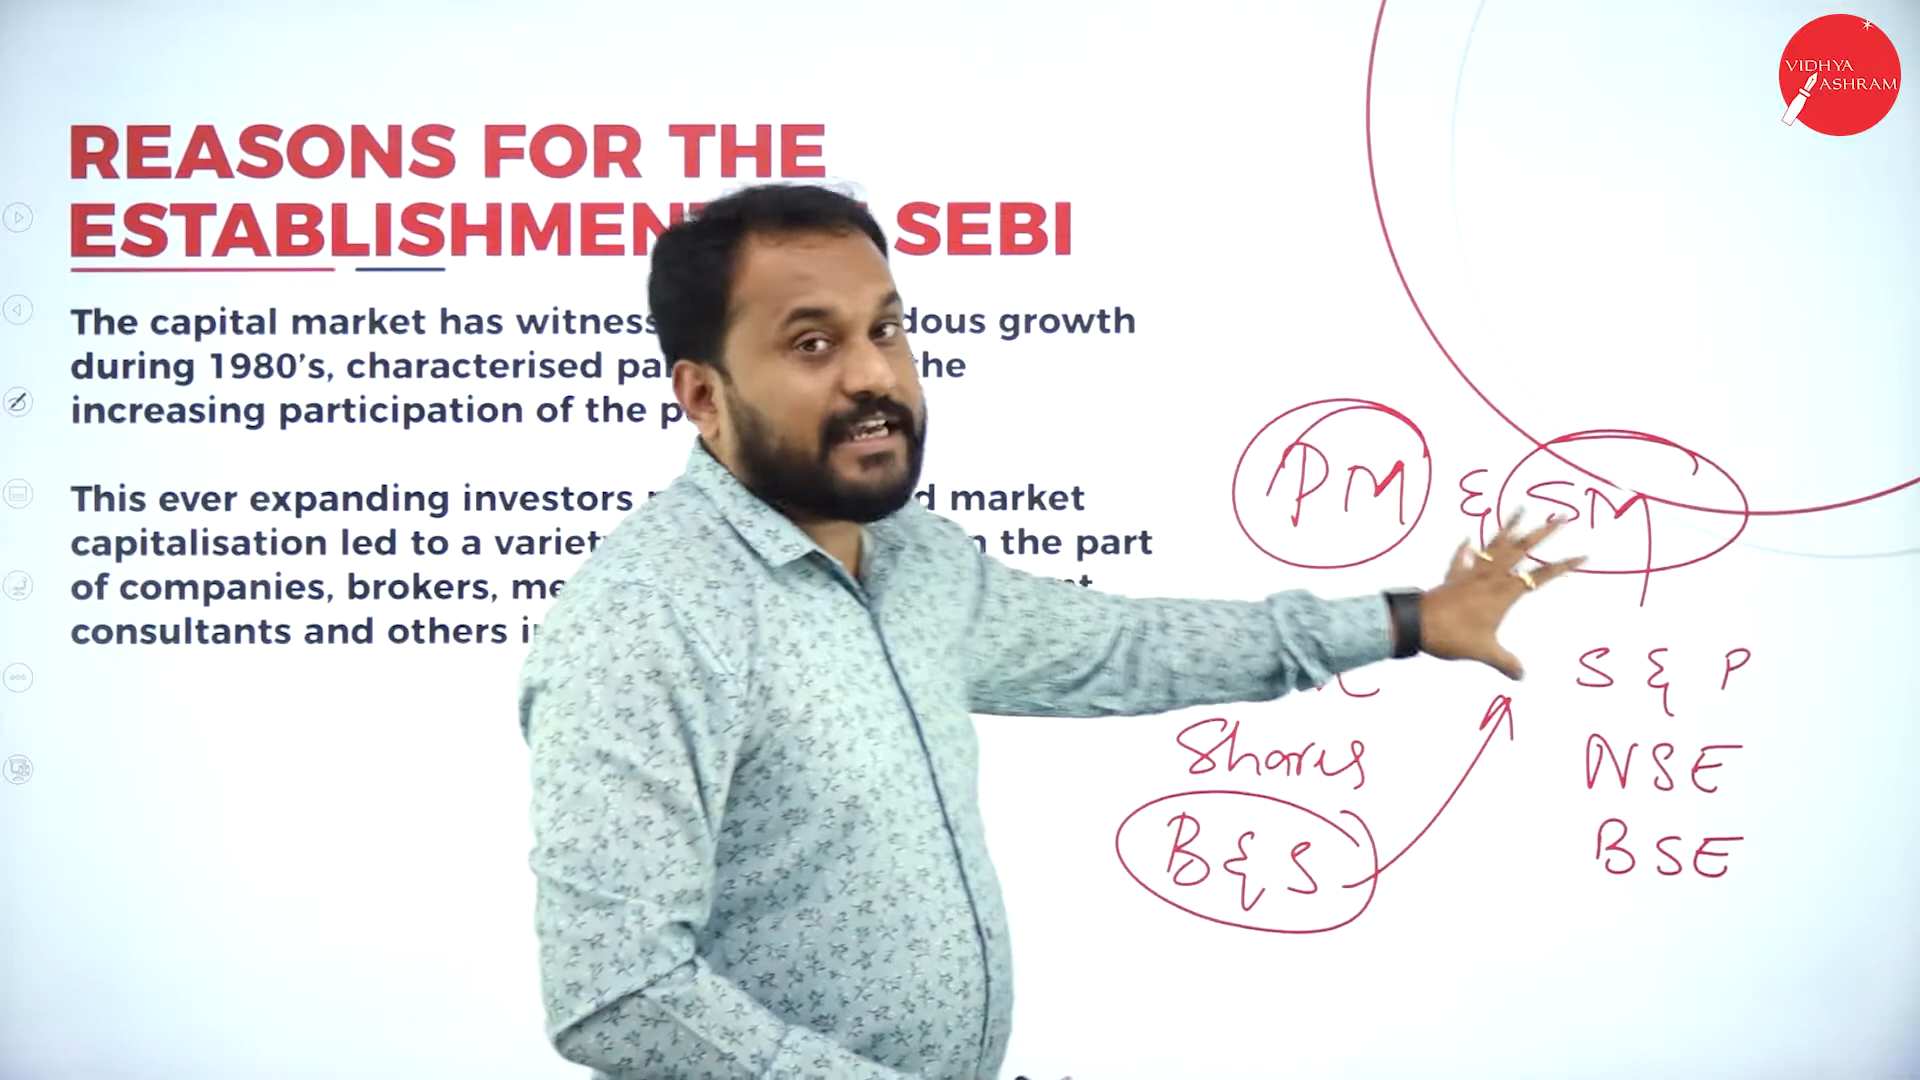 VIDHYA
ASHRAM
REASONS FOR THE
ESTABLISHMEN SEBI
The capital market has witness dous growth
during 1980's, characterised pa he
increasing participation of the p
This ever expanding investors d market
capitalisation led to a variet n the part
of companies, brokers, me nt
consultants and others i
PM & SM
S & P
Shares
NSE
B & S
BSE